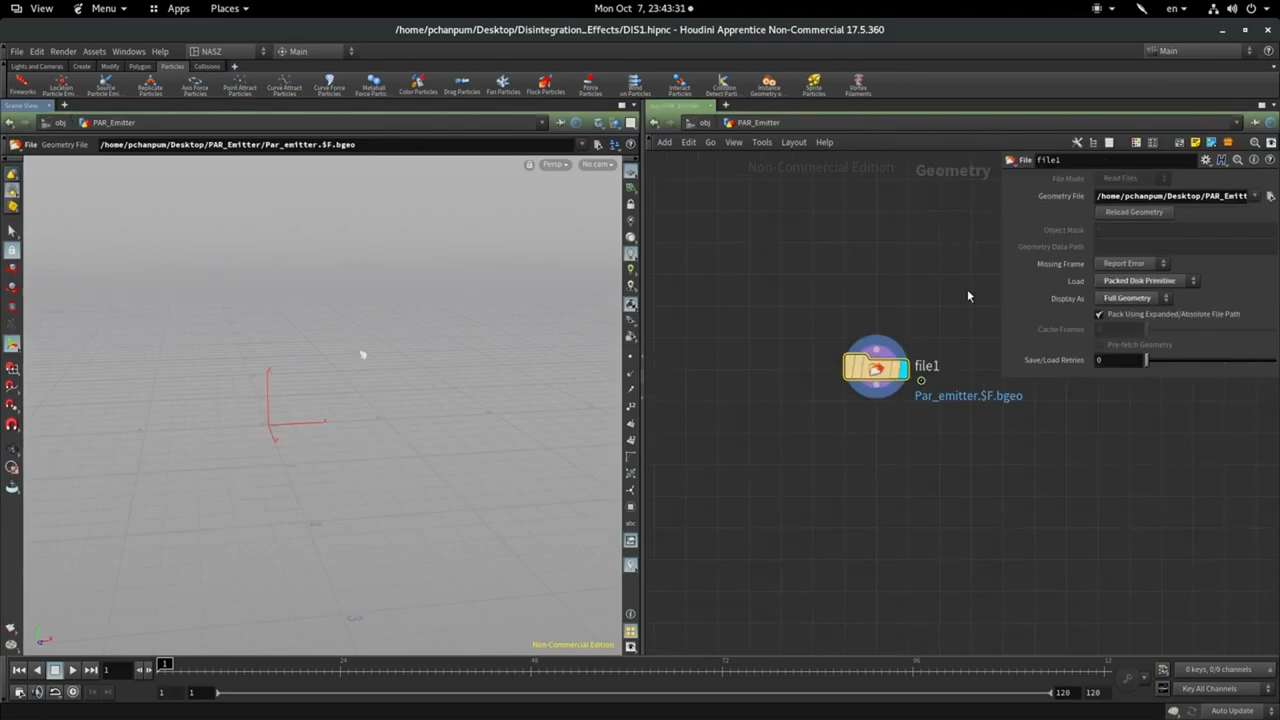 View Menu Apps Places Mon Oct 7, 23:43:31 en
/home/pchanpum/Desktop/Disintegration_Effects/DIS1.hipnc - Houdini Apprentice Non-Commercial 17.5.360
File Edit Render Assets Windows Help NASZ Main Main
Lights and Cameras Create Modify Polygon Particles Collisions
Fireworks Location Particle Emi... Source Particle Emi... Replicate Particles Axis Force Particles Point Attract Particles Curve Attract Particles Curve Force Particles Metaball Force Partic... Color Particles Drag Particles Fan Particles Flock Particles Force Particles Wind on Particles Interact Particles Collision Detect Parti... Instance Geometry o... Sprite Particles Vortex Filaments
Scene View
obj PAR_Emitter obj PAR_Emitter
File Geometry File /home/pchanpum/Desktop/PAR_Emitter/Par_emitter.$F.bgeo
Add Edit Go View Tools Layout Help
Persp No cam
Non-Commercial Edition Geometry
File file1
File Mode Read Files
Geometry File /home/pchanpum/Desktop/PAR_Emitt
Reload Geometry
Object Mask *
Geometry Data Path
Missing Frame Report Error
Load Packed Disk Primitive
Display As Full Geometry
Pack Using Expanded/Absolute File Path
Cache Frames
Pre-fetch Geometry
Save/Load Retries 0
file1
Par_emitter.$F.bgeo
Non-Commercial Edition
1 1 24 48 72 96 12
0 keys, 0/0 channels
1 1 120 120 Key All Channels
Auto Update